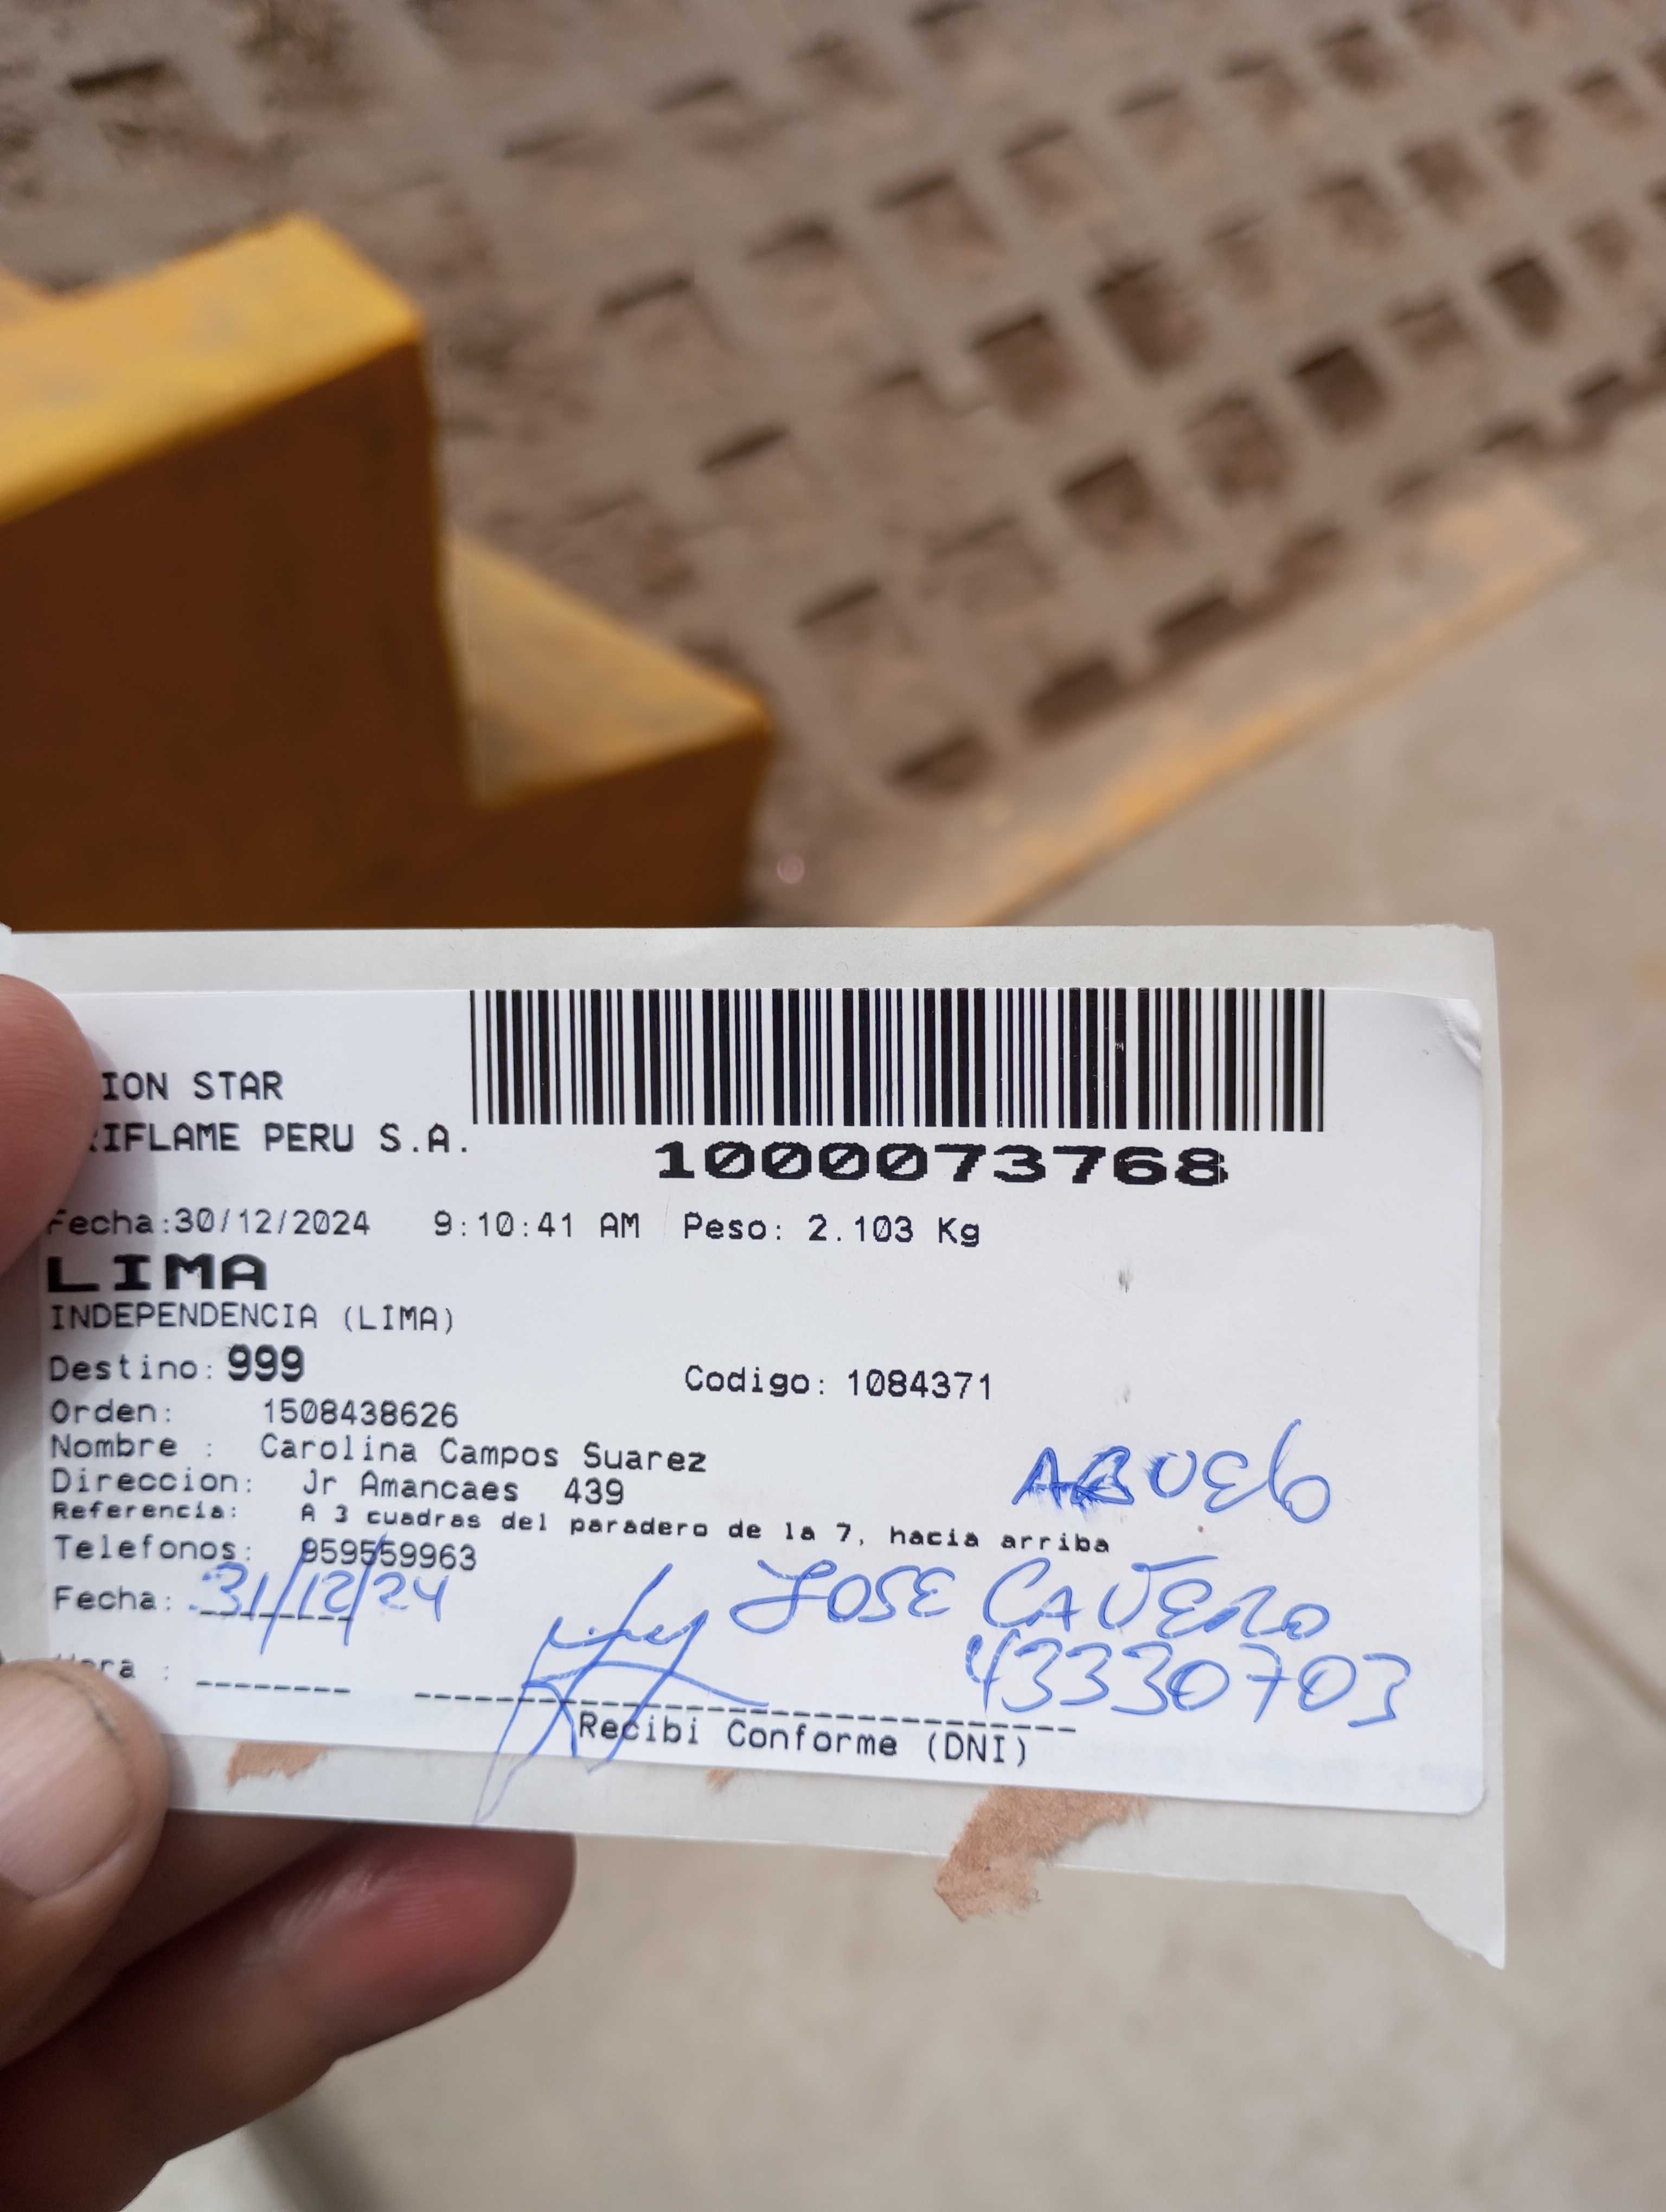 ION STAR
RIFLAME PERU S.A.
1000073768
Fecha:30/12/2024 9:10:41 AM Peso: 2.103 Kg
LIMA
INDEPENDENCIA (LIMA)
Destino: 999 Codigo: 1084371
Orden: 1508438626
Nombre : Carolina Campos Suarez
Direccion: Jr Amancaes 439
ABUElo
Referencia: A 3 cuadras del paradero de la 7, hacia arriba
Telefonos: 959559963
Fecha: 31/12/24
JOSE CAVERO
43330703
Hora :
Recibi Conforme (DNI)